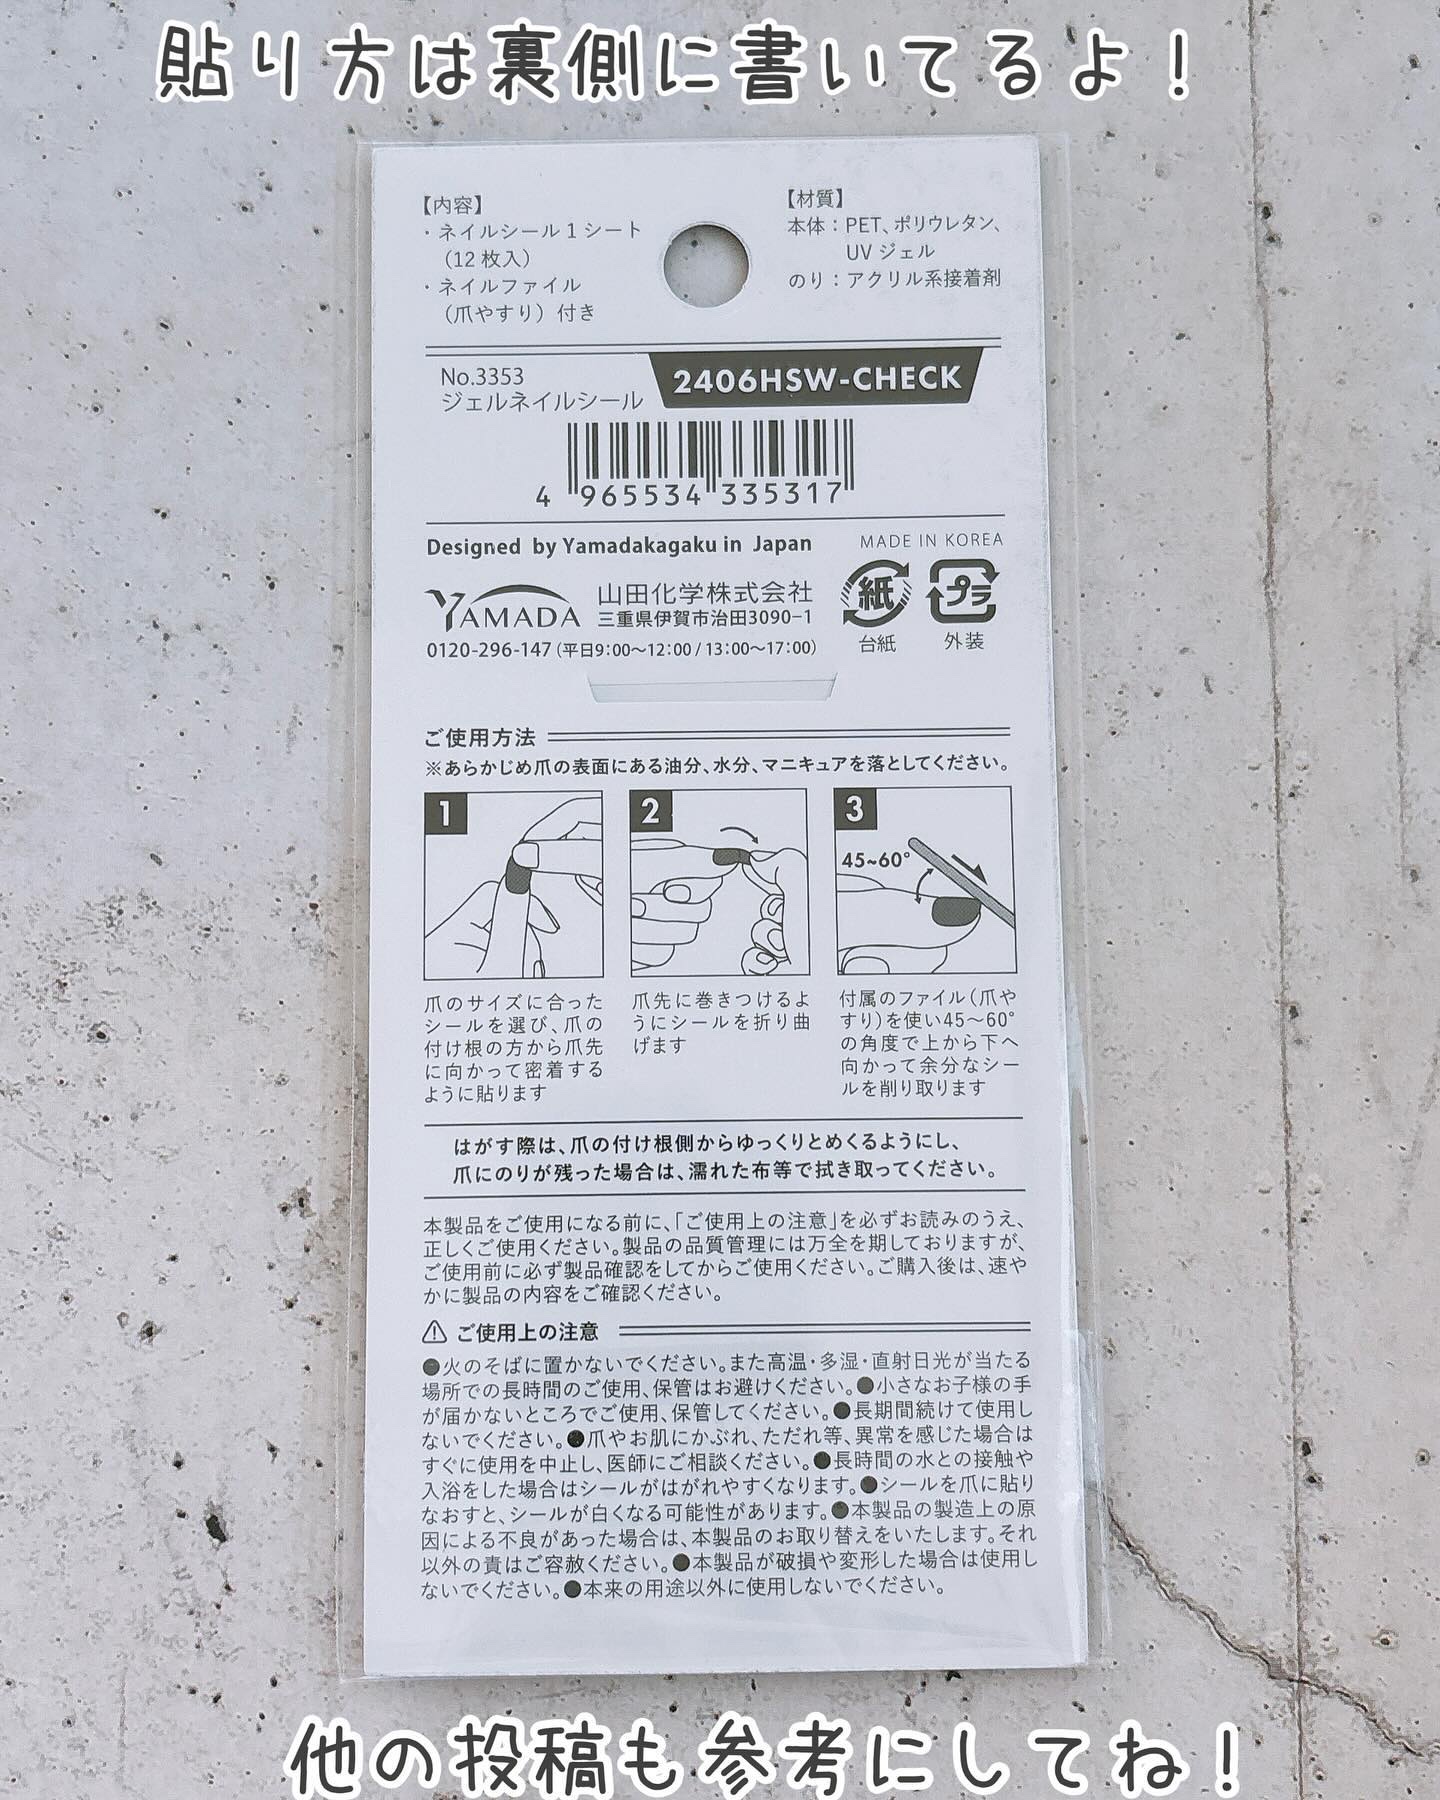 貼り方は裏側に書いてるよ！
【内容】
・ネイルシール1シート
（12枚入）
・ネイルファイル
（爪やすり）付き
【材質】
本体：PET、ポリウレタン、
UVジェル
のり：アクリル系接着剤
No.3353
ジェルネイルシール
2406HSW-CHECK
4 965534 335317
Designed by Yamadakagaku in Japan
MADE IN KOREA
YAMADA
山田化学株式会社
三重県伊賀市治田3090-1
0120-296-147（平日9:00～12:00 / 13:00～17:00）
紙
台紙
プラ
外装
ご使用方法
※あらかじめ爪の表面にある油分、水分、マニキュアを落としてください。
1
爪のサイズに合った
シールを選び、爪の
付け根の方から爪先
に向かって密着する
ように貼ります
2
爪先に巻きつけるよ
うにシールを折り曲
げます
3
45~60°
付属のファイル（爪や
すり）を使い45～60°
の角度で上から下へ
向かって余分なシー
ルを削り取ります
はがす際は、爪の付け根側からゆっくりとめくるようにし、
爪にのりが残った場合は、濡れた布等で拭き取ってください。
本製品をご使用になる前に、「ご使用上の注意」を必ずお読みのうえ、
正しくご使用ください。製品の品質管理には万全を期しておりますが、
ご使用前に必ず製品確認をしてからご使用ください。ご購入後は、速や
かに製品の内容をご確認ください。
⚠ ご使用上の注意
●火のそばに置かないでください。また高温・多湿・直射日光が当たる
場所での長時間のご使用、保管はお避けください。●小さなお子様の手
が届かないところでご使用、保管してください。●長期間続けて使用し
ないでください。●爪やお肌にかぶれ、ただれ等、異常を感じた場合は
すぐに使用を中止し、医師にご相談ください。●長時間の水との接触や
入浴をした場合はシールがはがれやすくなります。●シールを爪に貼り
なおすと、シールが白くなる可能性があります。●本製品の製造上の原
因による不良があった場合は、本製品のお取り替えをいたします。それ
以外の責はご容赦ください。●本製品が破損や変形した場合は使用し
ないでください。●本来の用途以外に使用しないでください。
他の投稿も参考にしてね！